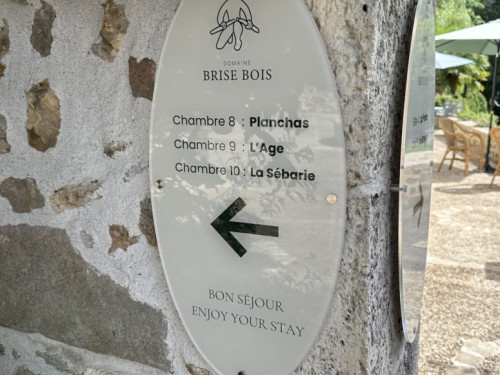 DOMAINE
BRISE BOIS
Chambre 8 : Planchas
Chambre 9 : L'Age
Chambre 10 : La Sébarie
BON SÉJOUR
ENJOY YOUR STAY